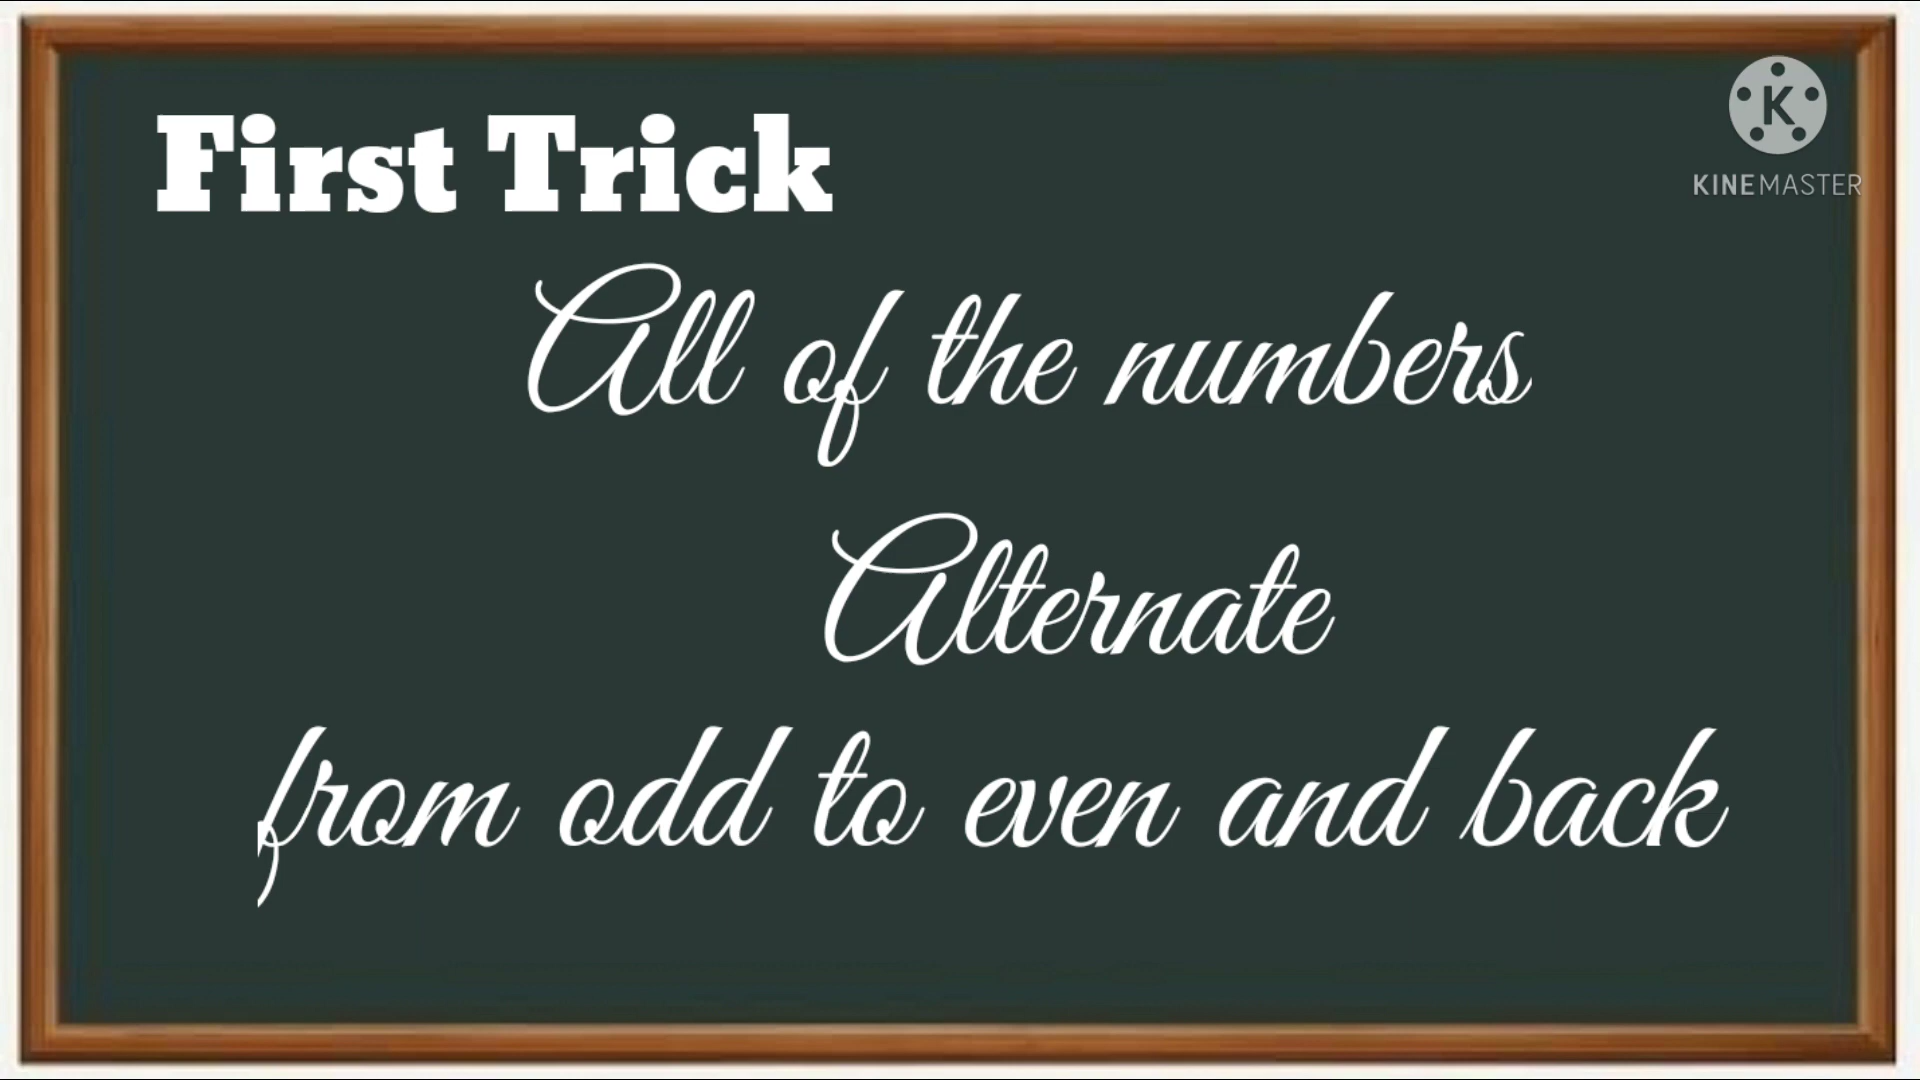 First Trick
K
KINEMASTER
All of the numbers
Alternate
from odd to even and back